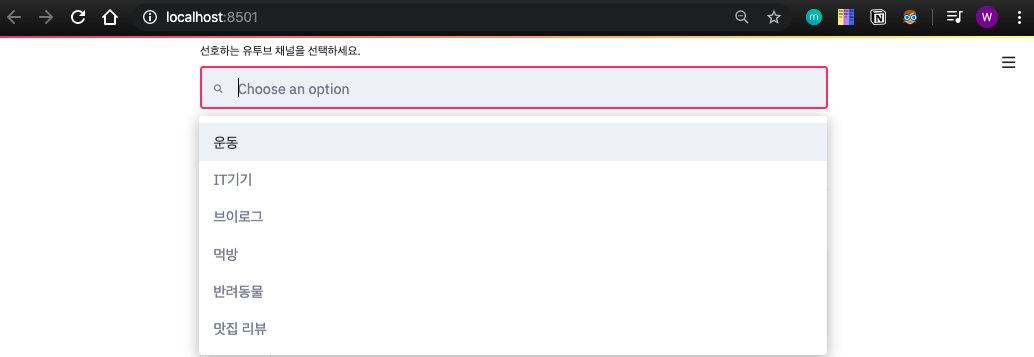 localhost:8501
W
선호하는 유투브 채널을 선택하세요.
Choose an option
운동
IT기기
브이로그
먹방
반려동물
맛집 리뷰